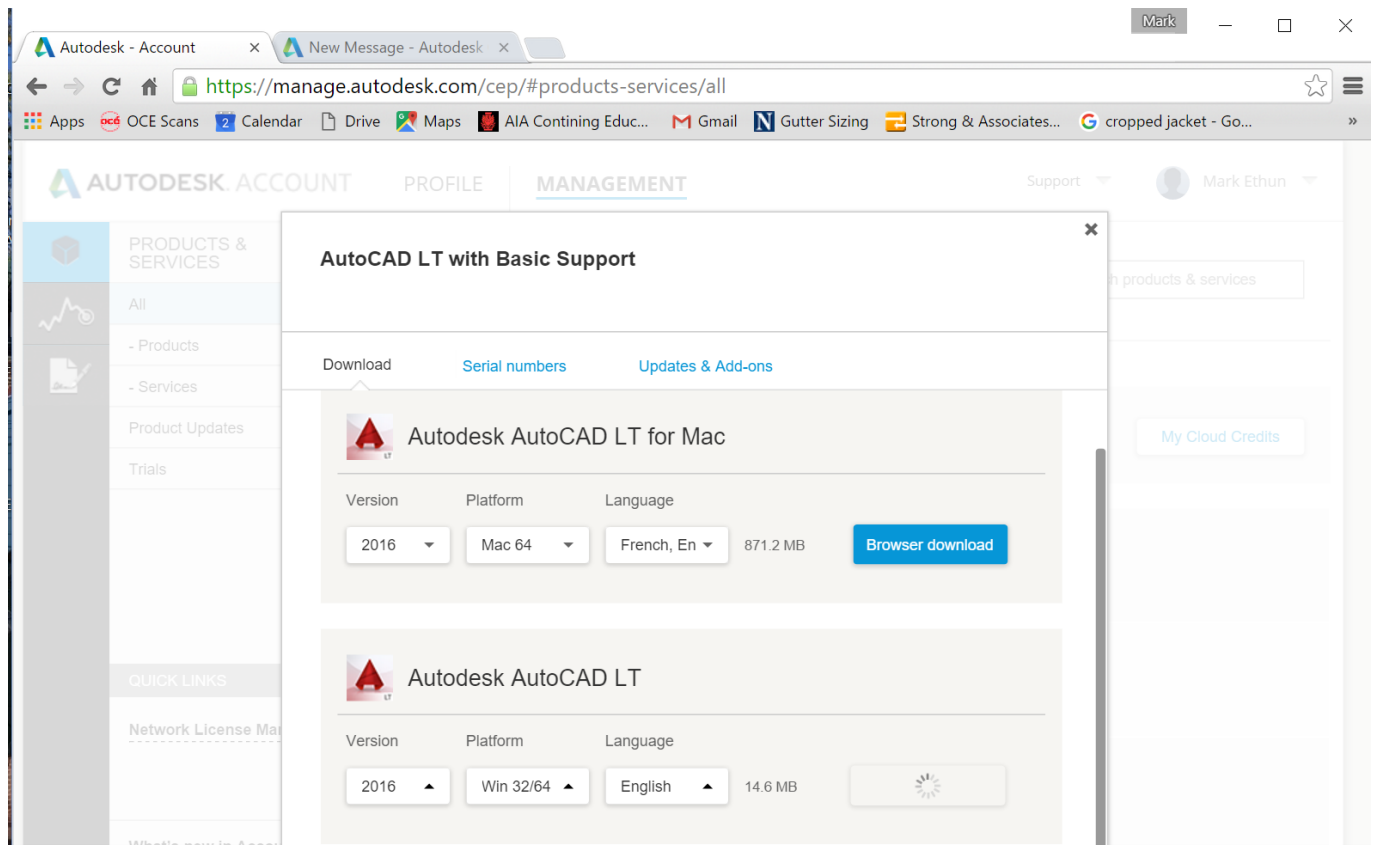 Mark
Autodesk - Account
New Message - Autodesk
https://manage.autodesk.com/cep/#products-services/all
Apps OCE Scans 2 Calendar Drive Maps AIA Contining Educ... Gmail N Gutter Sizing Strong & Associates... G cropped jacket - Go... »
AUTODESK. ACCOUNT PROFILE MANAGEMENT Support Mark Ethun
PRODUCTS & SERVICES
All
- Products
- Services
Product Updates
Trials
QUICK LINKS
Network License Mar
AutoCAD LT with Basic Support
products & services
Download Serial numbers Updates & Add-ons
My Cloud Credits
Autodesk AutoCAD LT for Mac
Version Platform Language
2016 Mac 64 French, En 871.2 MB Browser download
Autodesk AutoCAD LT
Version Platform Language
2016 Win 32/64 English 14.6 MB